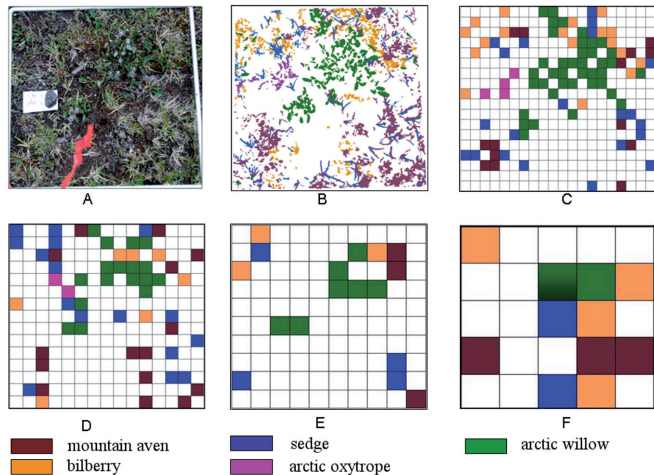 A
B
C
D
E
F
mountain aven
sedge
arctic willow
bilberry
arctic oxytrope